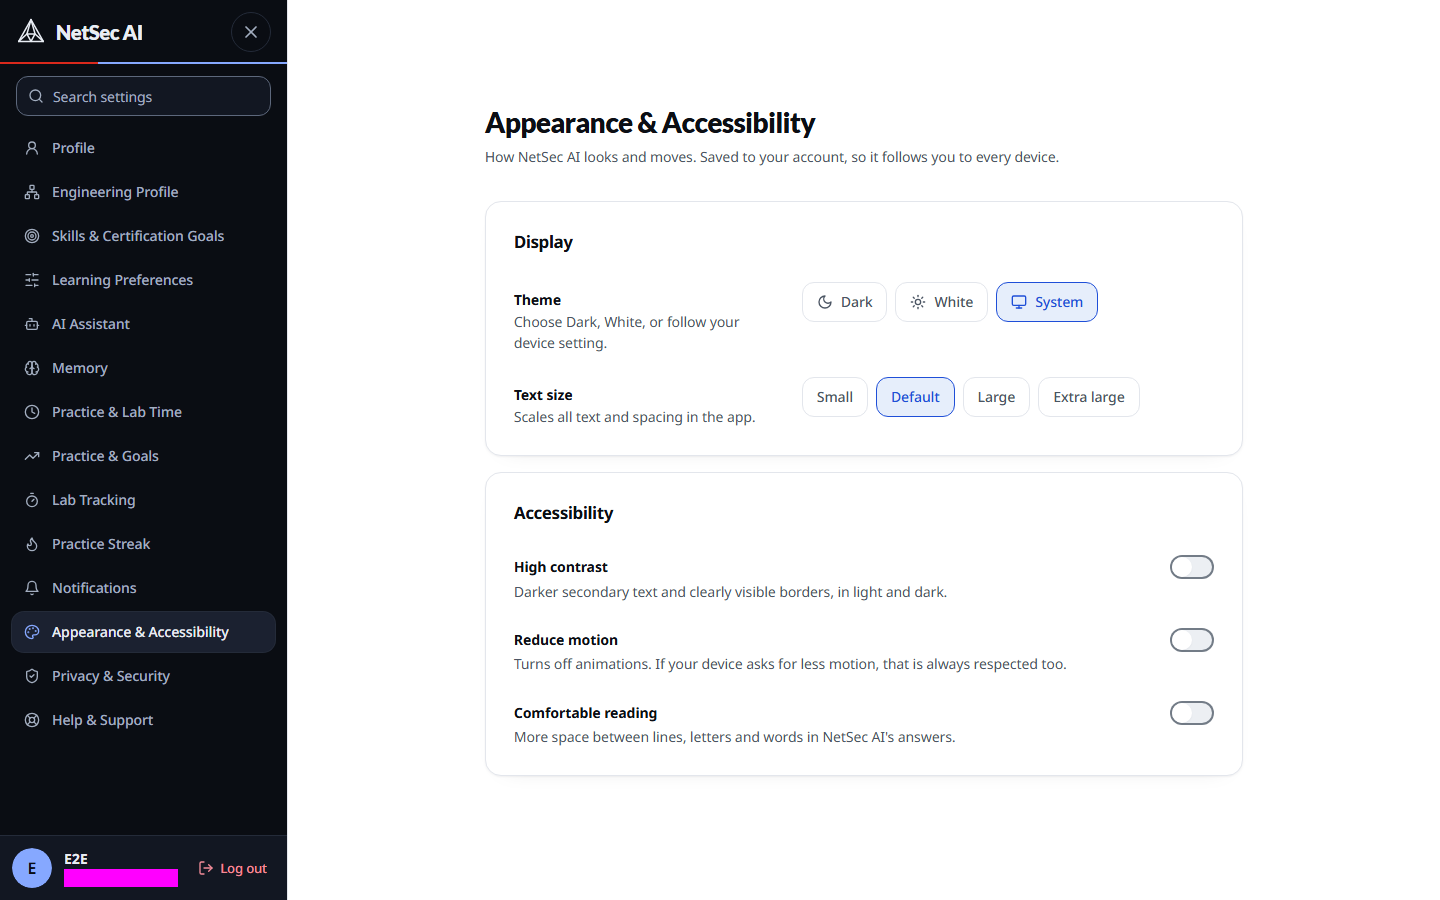 NetSec AI
Search settings
Profile
Engineering Profile
Skills & Certification Goals
Learning Preferences
AI Assistant
Memory
Practice & Lab Time
Practice & Goals
Lab Tracking
Practice Streak
Notifications
Appearance & Accessibility
Privacy & Security
Help & Support
E
E2E
Log out
Appearance & Accessibility
How NetSec AI looks and moves. Saved to your account, so it follows you to every device.
Display
Theme
Choose Dark, White, or follow your
device setting.
Dark
White
System
Text size
Scales all text and spacing in the app.
Small
Default
Large
Extra large
Accessibility
High contrast
Darker secondary text and clearly visible borders, in light and dark.
Reduce motion
Turns off animations. If your device asks for less motion, that is always respected too.
Comfortable reading
More space between lines, letters and words in NetSec AI's answers.